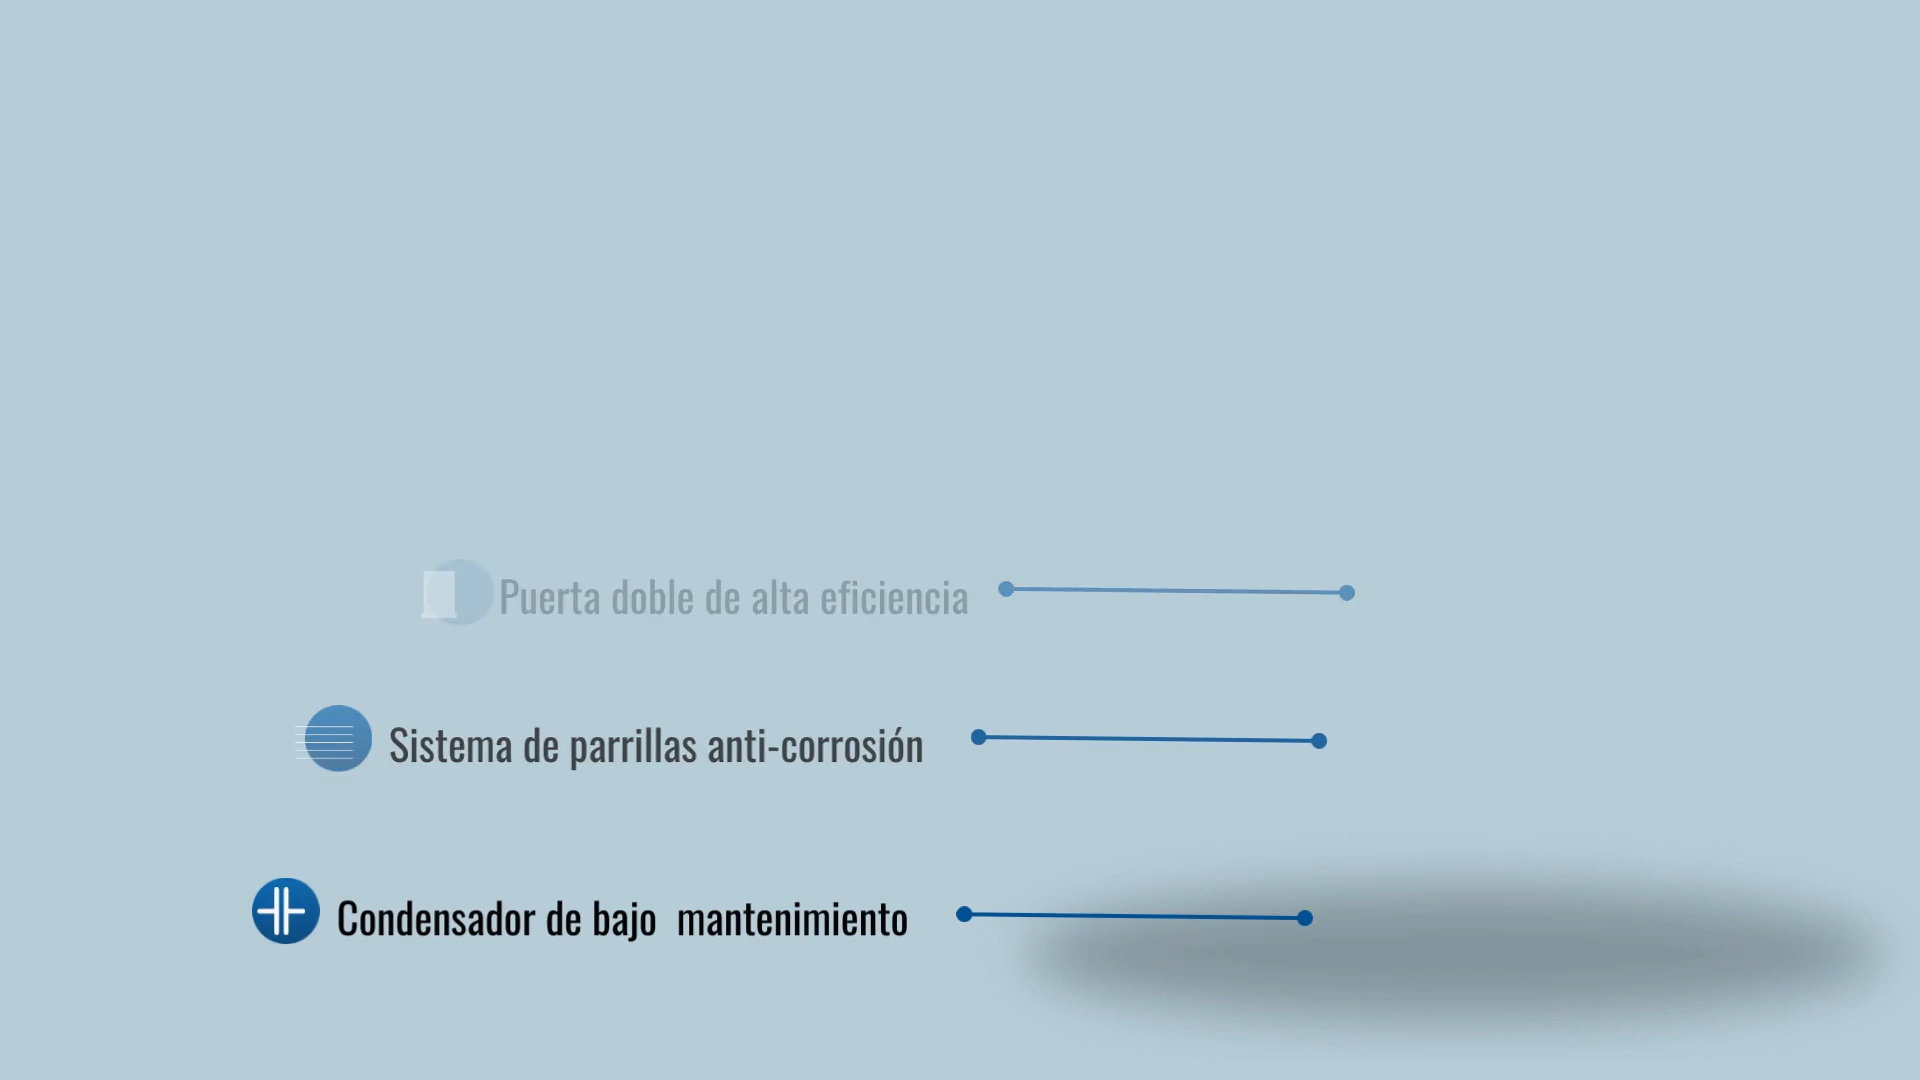 Puerta doble de alta eficiencia
Sistema de parrillas anti-corrosión
Condensador de bajo  mantenimiento